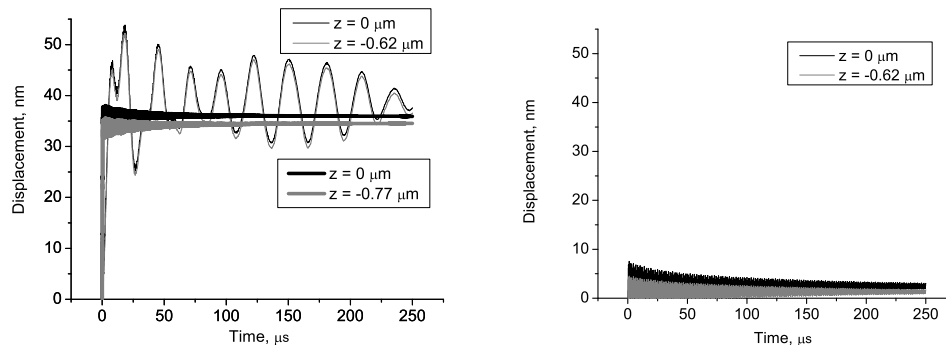 z = 0 μm
z = -0.62 μm
z = 0 μm
z = -0.77 μm
Displacement, nm
50
40
30
20
10
0
0
50
100
150
200
250
Time, μs
z = 0 μm
z = -0.62 μm
Displacement, nm
50
40
30
20
10
0
0
50
100
150
200
250
Time, μs